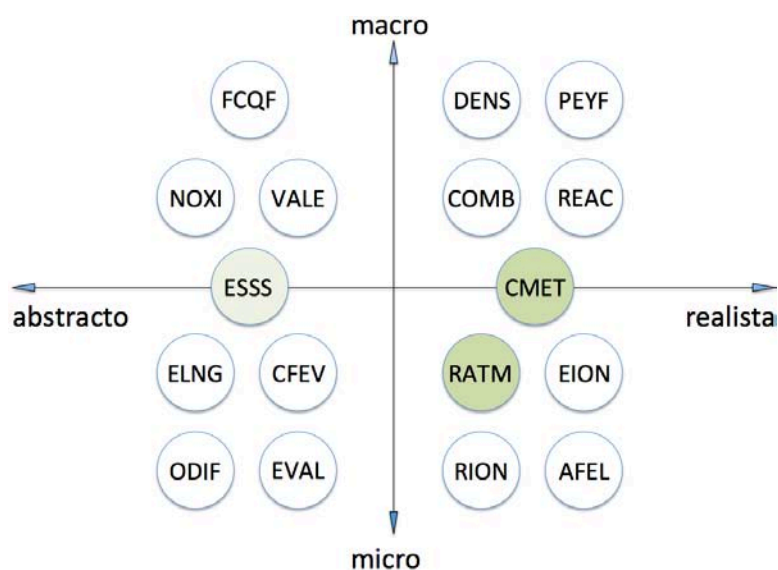 macro
FCQF DENS PEYF
NOXI VALE COMB REAC
ESSS CMET
abstracto realista
ELNG CFEV RATM EION
ODIF EVAL RION AFEL
micro